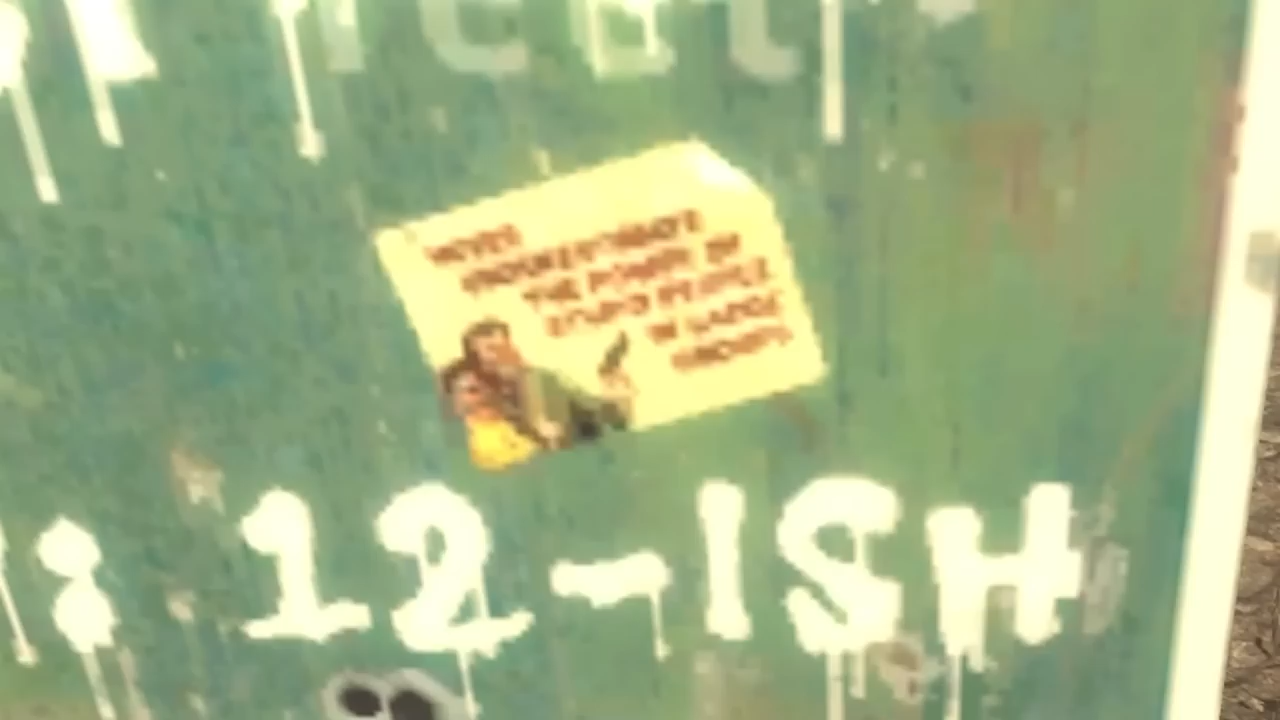 NEVER
UNDERESTIMATE
THE POWER OF
STUPID PEOPLE
IN LARGE
GROUPS
: 12-ISH